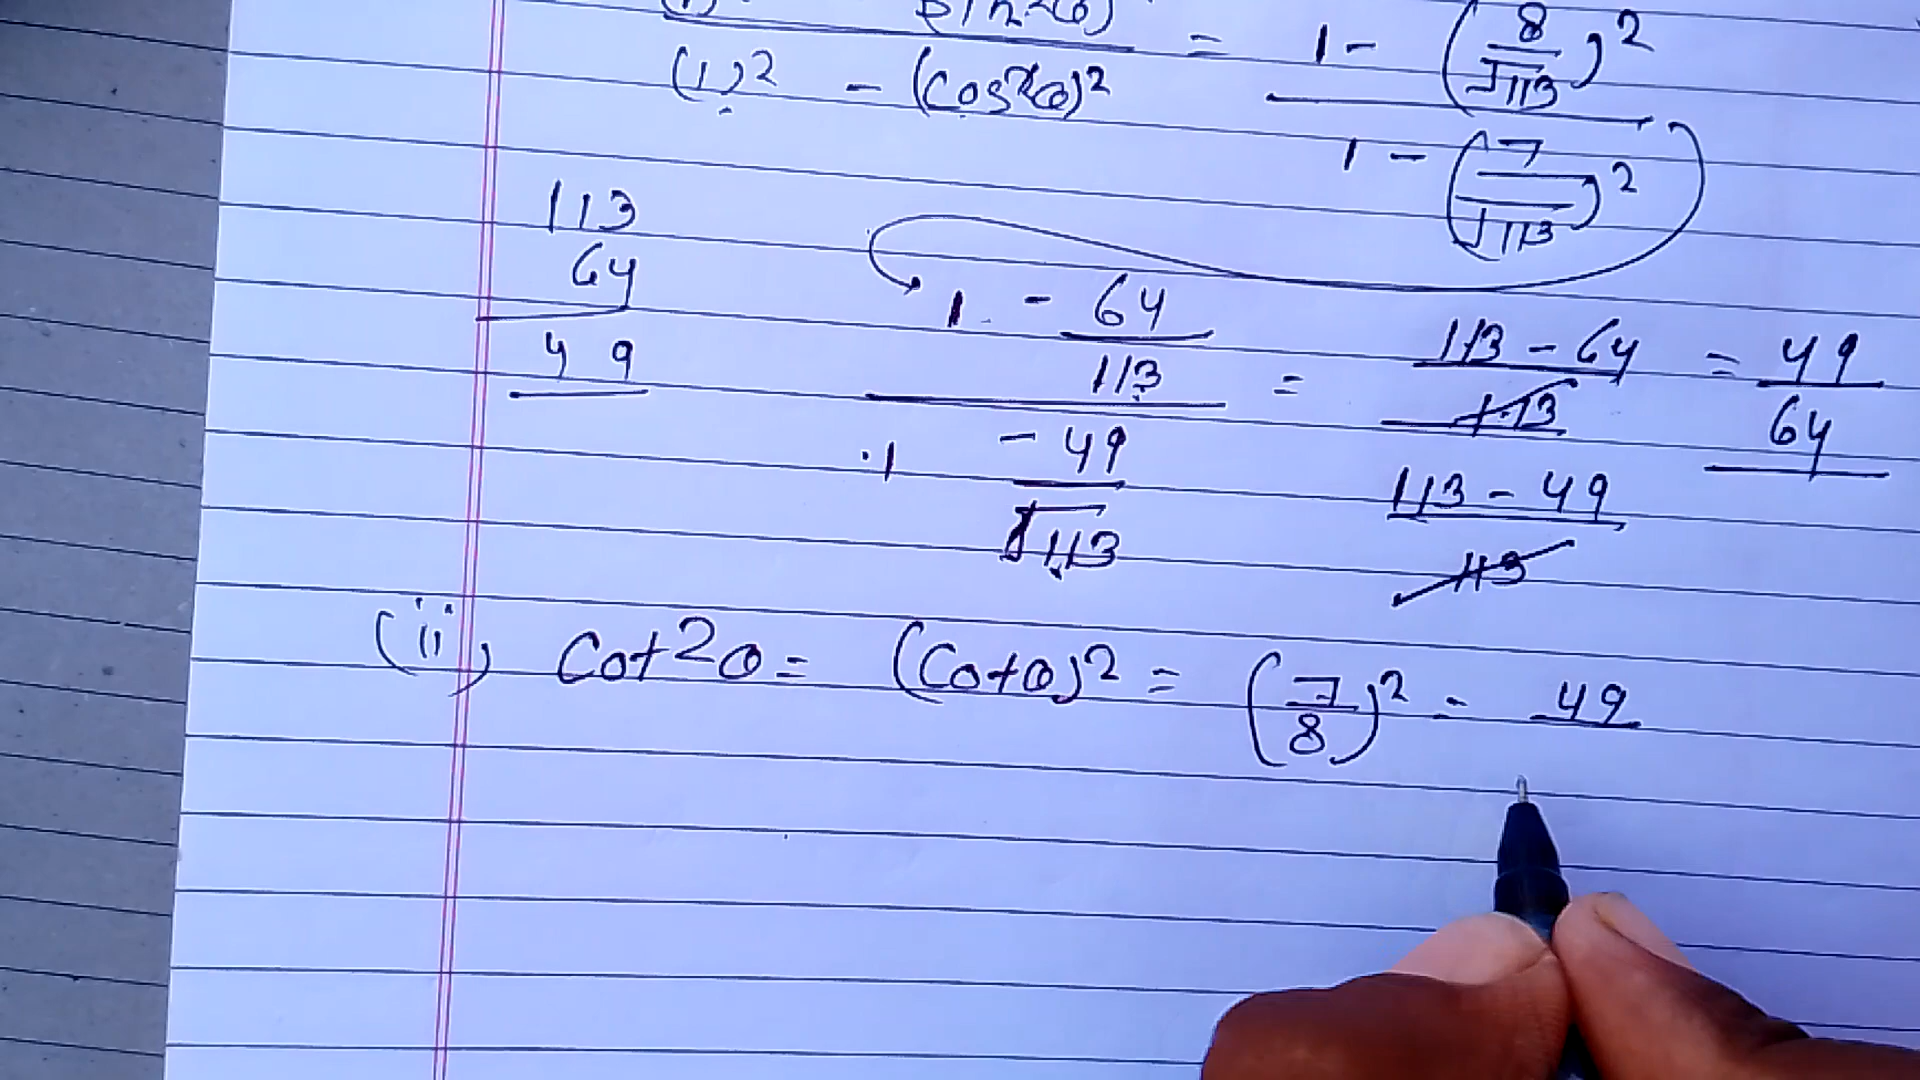 (1)² - (Cos²θ)² = 1 - (8/√113)²
1 - (7/√113)²
113
64
49
1 - 64/113 = 113 - 64/113 = 49/64
1 - 49/√113 113 - 49/113
(ii) Cot2θ = (Cotθ)² = (7/8)² = 49